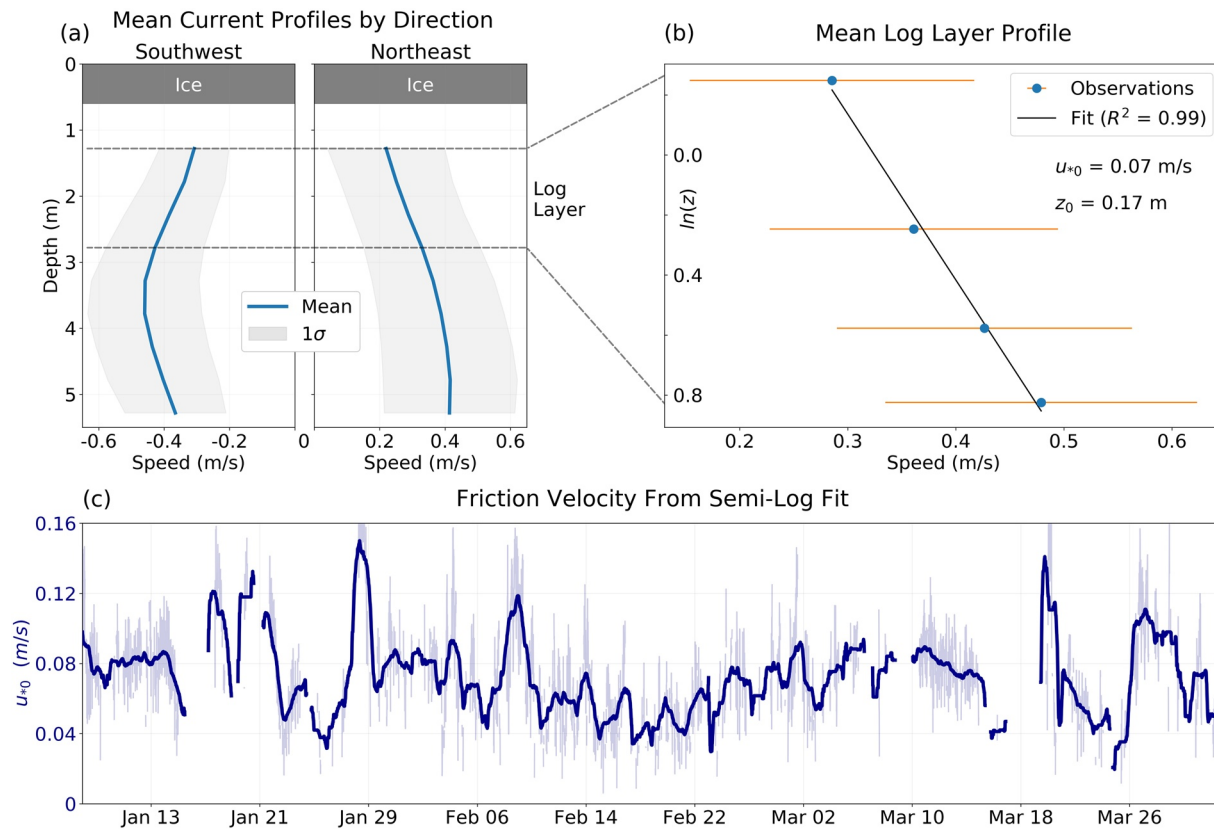 (a)
Mean Current Profiles by Direction
Southwest
Northeast
Ice
Ice
0
1
2
3
4
5
Depth (m)
Log
Layer
Mean
1σ
-0.6
-0.4
-0.2
0
0.2
0.4
0.6
Speed (m/s)
Speed (m/s)
(b)
Mean Log Layer Profile
Observations
Fit (R² = 0.99)
u*0 = 0.07 m/s
z0 = 0.17 m
0.0
0.4
0.8
ln(z)
0.2
0.3
0.4
0.5
0.6
Speed (m/s)
(c)
Friction Velocity From Semi-Log Fit
0.16
0.12
0.08
0.04
0
u*0 (m/s)
Jan 13
Jan 21
Jan 29
Feb 06
Feb 14
Feb 22
Mar 02
Mar 10
Mar 18
Mar 26